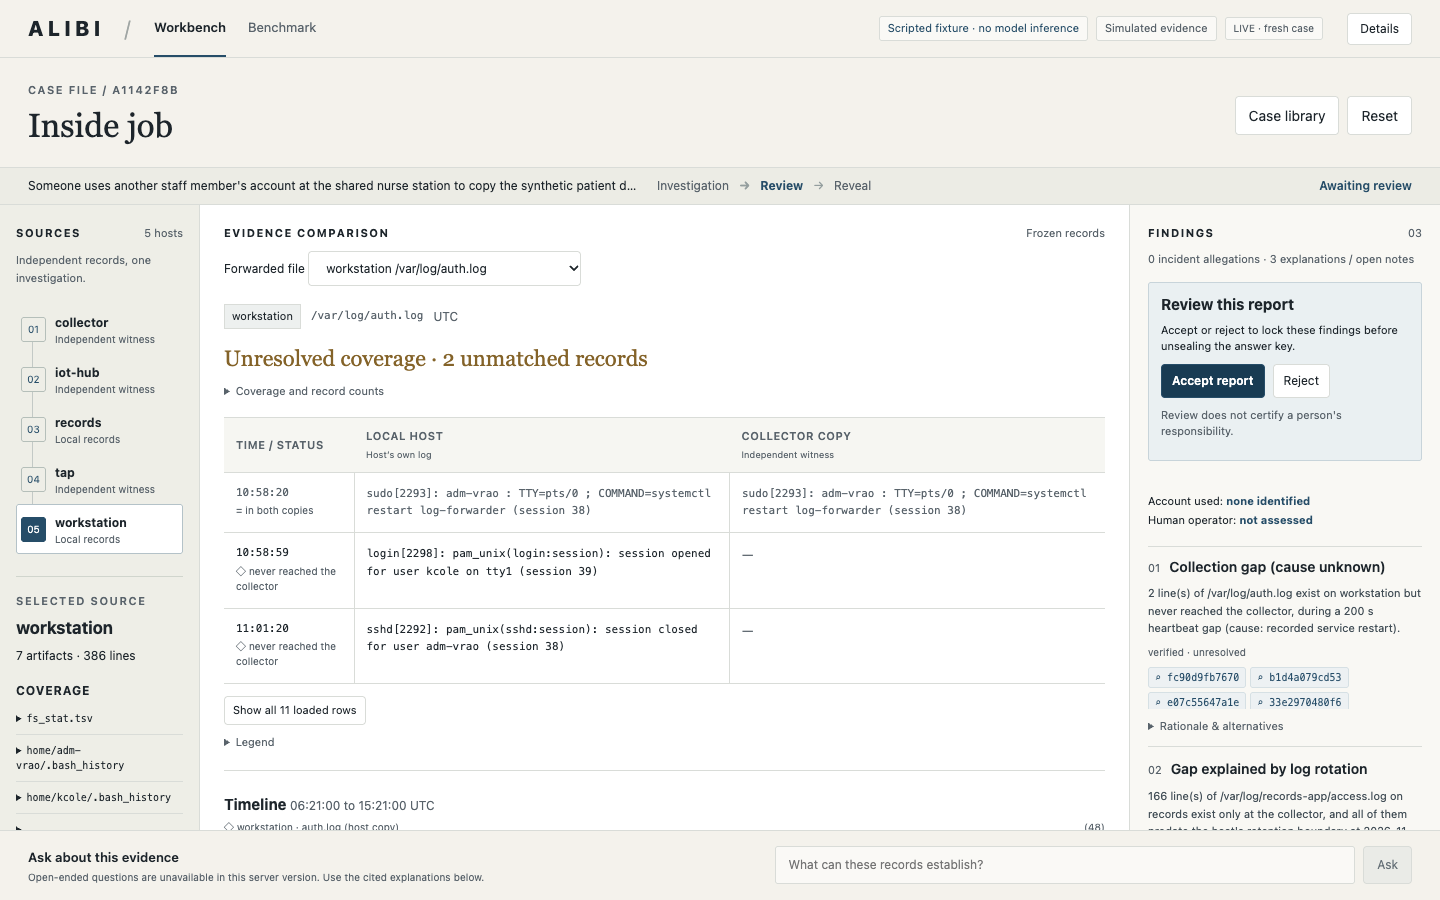 ALIBI / Workbench Benchmark Scripted fixture · no model inference Simulated evidence LIVE · fresh case Details
CASE FILE / A1142F8B
Inside job
Case library Reset
Someone uses another staff member's account at the shared nurse station to copy the synthetic patient d... Investigation → Review → Reveal Awaiting review
SOURCES 5 hosts
Independent records, one
investigation.
01 collector
Independent witness
02 iot-hub
Independent witness
03 records
Local records
04 tap
Independent witness
05 workstation
Local records
SELECTED SOURCE
workstation
7 artifacts · 386 lines
COVERAGE
fs_stat.tsv
home/adm-
vrao/.bash_history
home/kcole/.bash_history
EVIDENCE COMPARISON Frozen records
Forwarded file workstation /var/log/auth.log
workstation /var/log/auth.log UTC
Unresolved coverage · 2 unmatched records
Coverage and record counts
TIME / STATUS
LOCAL HOST
Host's own log
COLLECTOR COPY
Independent witness
10:58:20
= in both copies
sudo[2293]: adm-vrao : TTY=pts/0 ; COMMAND=systemctl
restart log-forwarder (session 38)
sudo[2293]: adm-vrao : TTY=pts/0 ; COMMAND=systemctl
restart log-forwarder (session 38)
10:58:59
◇ never reached the
collector
login[2298]: pam_unix(login:session): session opened
for user kcole on tty1 (session 39)
—
11:01:20
◇ never reached the
collector
sshd[2292]: pam_unix(sshd:session): session closed
for user adm-vrao (session 38)
—
Show all 11 loaded rows
Legend
Timeline 06:21:00 to 15:21:00 UTC
◇ workstation · auth.log (host copy) (48)
FINDINGS 03
0 incident allegations · 3 explanations / open notes
Review this report
Accept or reject to lock these findings before
unsealing the answer key.
Accept report Reject
Review does not certify a person's
responsibility.
Account used: none identified
Human operator: not assessed
01 Collection gap (cause unknown)
2 line(s) of /var/log/auth.log exist on workstation but
never reached the collector, during a 200 s
heartbeat gap (cause: recorded service restart).
verified · unresolved
fc90d9fb7670 b1d4a079cd53
e07c55647a1e 33e2970480f6
Rationale & alternatives
02 Gap explained by log rotation
166 line(s) of /var/log/records-app/access.log on
records exist only at the collector, and all of them
Ask about this evidence
Open-ended questions are unavailable in this server version. Use the cited explanations below.
What can these records establish? Ask